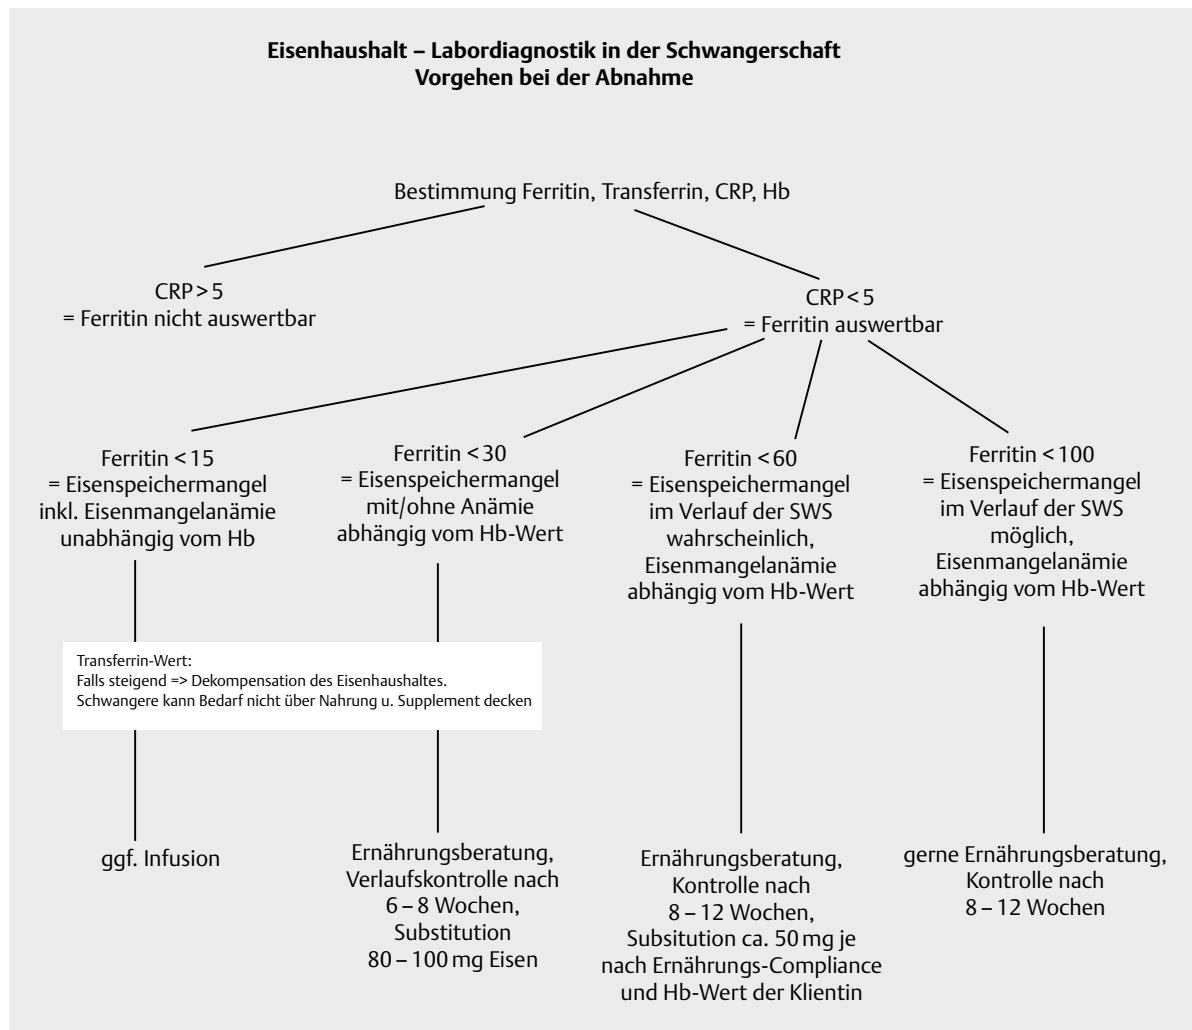 Eisenhaushalt – Labordiagnostik in der Schwangerschaft
Vorgehen bei der Abnahme
Bestimmung Ferritin, Transferrin, CRP, Hb
CRP > 5
= Ferritin nicht auswertbar
CRP < 5
= Ferritin auswertbar
Ferritin < 15
= Eisenspeichermangel
inkl. Eisenmangelanämie
unabhängig vom Hb
Ferritin < 30
= Eisenspeichermangel
mit/ohne Anämie
abhängig vom Hb-Wert
Ferritin < 60
= Eisenspeichermangel
im Verlauf der SWS
wahrscheinlich,
Eisenmangelanämie
abhängig vom Hb-Wert
Ferritin < 100
= Eisenspeichermangel
im Verlauf der SWS
möglich,
Eisenmangelanämie
abhängig vom Hb-Wert
Transferrin-Wert:
Falls steigend => Dekompensation des Eisenhaushaltes.
Schwangere kann Bedarf nicht über Nahrung u. Supplement decken
ggf. Infusion
Ernährungsberatung,
Verlaufskontrolle nach
6 – 8 Wochen,
Substitution
80 – 100 mg Eisen
Ernährungsberatung,
Kontrolle nach
8 – 12 Wochen,
Subsitution ca. 50 mg je
nach Ernährungs-Compliance
und Hb-Wert der Klientin
gerne Ernährungsberatung,
Kontrolle nach
8 – 12 Wochen